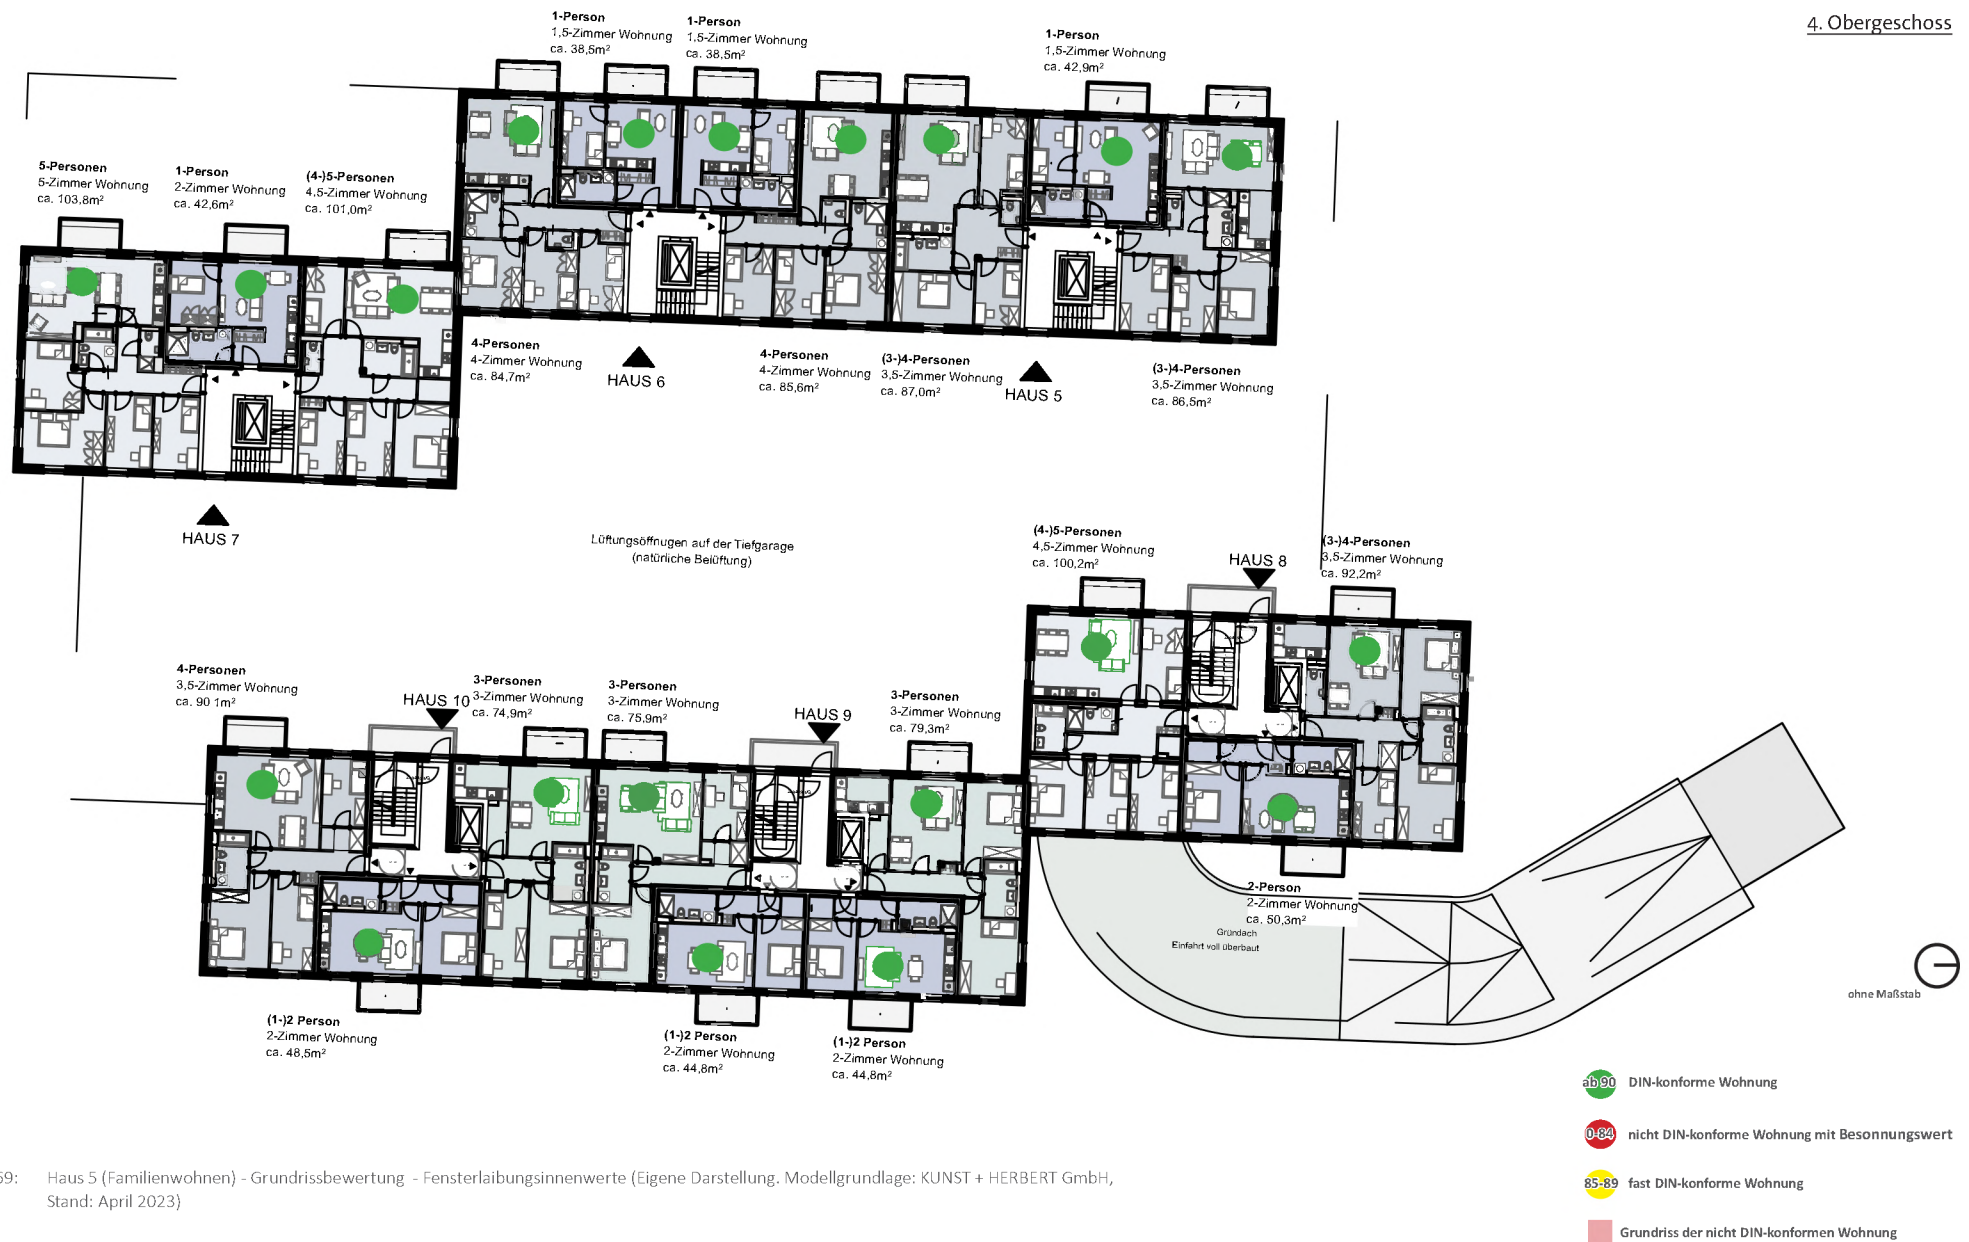 4. Obergeschoss
1-Person
1,5-Zimmer Wohnung
ca. 38,5m²
1-Person
1,5-Zimmer Wohnung
ca. 38,5m²
1-Person
1,5-Zimmer Wohnung
ca. 42,9m²
5-Personen
5-Zimmer Wohnung
ca. 103,8m²
1-Person
2-Zimmer Wohnung
ca. 42,6m²
(4-)5-Personen
4,5-Zimmer Wohnung
ca. 101,0m²
4-Personen
4-Zimmer Wohnung
ca. 84,7m²
HAUS 6
4-Personen
4-Zimmer Wohnung
ca. 85,6m²
(3-)4-Personen
3,5-Zimmer Wohnung
ca. 87,0m²
HAUS 5
(3-)4-Personen
3,5-Zimmer Wohnung
ca. 86,5m²
HAUS 7
Lüftungsöffnugen auf der Tiefgarage
(natürliche Belüftung)
(4-)5-Personen
4,5-Zimmer Wohnung
ca. 100,2m²
HAUS 8
(3-)4-Personen
3,5-Zimmer Wohnung
ca. 92,2m²
4-Personen
3,5-Zimmer Wohnung
ca. 90 1m²
HAUS 10
3-Personen
3-Zimmer Wohnung
ca. 74,9m²
3-Personen
3-Zimmer Wohnung
ca. 75,9m²
HAUS 9
3-Personen
3-Zimmer Wohnung
ca. 79,3m²
2-Person
2-Zimmer Wohnung
ca. 50,3m²
Gründach
Einfahrt voll überbaut
(1-)2 Person
2-Zimmer Wohnung
ca. 48,5m²
(1-)2 Person
2-Zimmer Wohnung
ca. 44,8m²
(1-)2 Person
2-Zimmer Wohnung
ca. 44,8m²
ohne Maßstab
ab 90 DIN-konforme Wohnung
0-84 nicht DIN-konforme Wohnung mit Besonnungswert
85-89 fast DIN-konforme Wohnung
Grundriss der nicht DIN-konformen Wohnung
69: Haus 5 (Familienwohnen) - Grundrissbewertung - Fensterlaibungsinnenwerte (Eigene Darstellung. Modellgrundlage: KUNST + HERBERT GmbH,
Stand: April 2023)